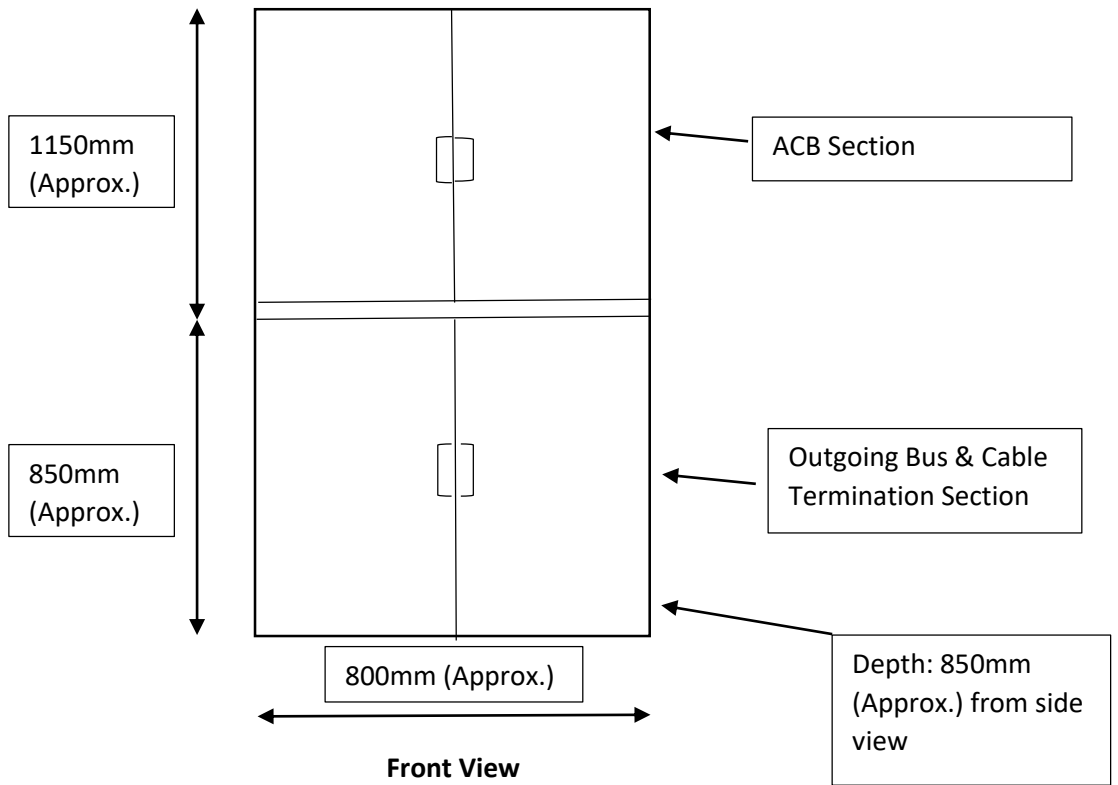 1150mm
(Approx.)
ACB Section
850mm
(Approx.)
Outgoing Bus & Cable
Termination Section
800mm (Approx.)
Depth: 850mm
(Approx.) from side
view
Front View